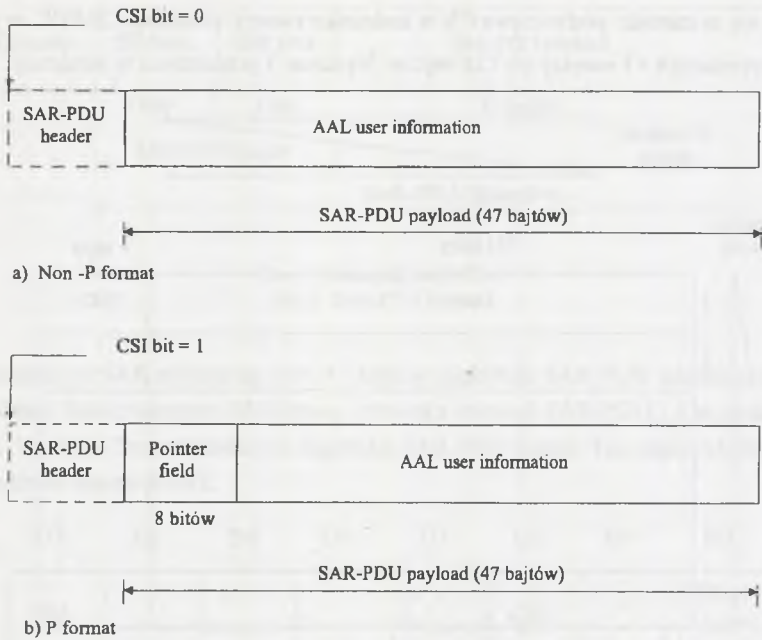 CSI bit = 0
SAR-PDU header
AAL user information
SAR-PDU payload (47 bajtów)
a) Non -P format
CSI bit = 1
SAR-PDU header
Pointer field
AAL user information
8 bitów
SAR-PDU payload (47 bajtów)
b) P format